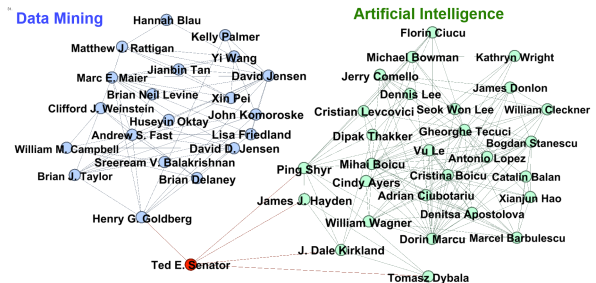 Data Mining
Artificial Intelligence
Hannah Blau
Kelly Palmer
Matthew J. Rattigan
Yi Wang
Jianbin Tan
Marc E. Maier
David Jensen
Brian Neil Levine
Xin Pei
Clifford J. Weinstein
Huseyin Oktay
John Komoroske
Andrew S. Fast
Lisa Friedland
William M. Campbell
David D. Jensen
Sreeream V. Balakrishnan
Brian J. Taylor
Brian Delaney
Henry G. Goldberg
Ted E. Senator
Florin Ciucu
Michael Bowman
Kathryn Wright
Jerry Comello
James Donlon
Dennis Lee
Cristian Levcovici
Seok Won Lee
William Cleckner
Gheorghe Tecuci
Dipak Thakker
Bogdan Stanescu
Vu Le
Antonio Lopez
Ping Shyr
Mihai Boicu
Cristina Boicu
Catalin Balan
Cindy Ayers
Adrian Ciubotariu
Xianjun Hao
James J. Hayden
Denitsa Apostolova
William Wagner
Dorin Marcu
Marcel Barbulescu
J. Dale Kirkland
Tomasz Dybala